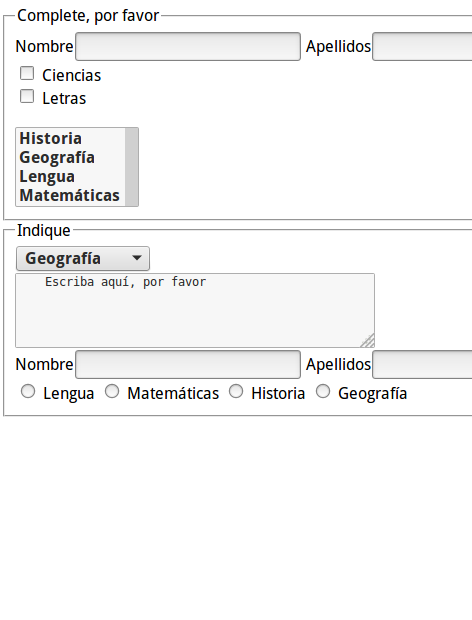 Complete, por favor
Nombre Apellidos
Ciencias
Letras
Historia
Geografía
Lengua
Matemáticas
Indique
Geografía
Escriba aquí, por favor
Nombre Apellidos
Lengua Matemáticas Historia Geografía